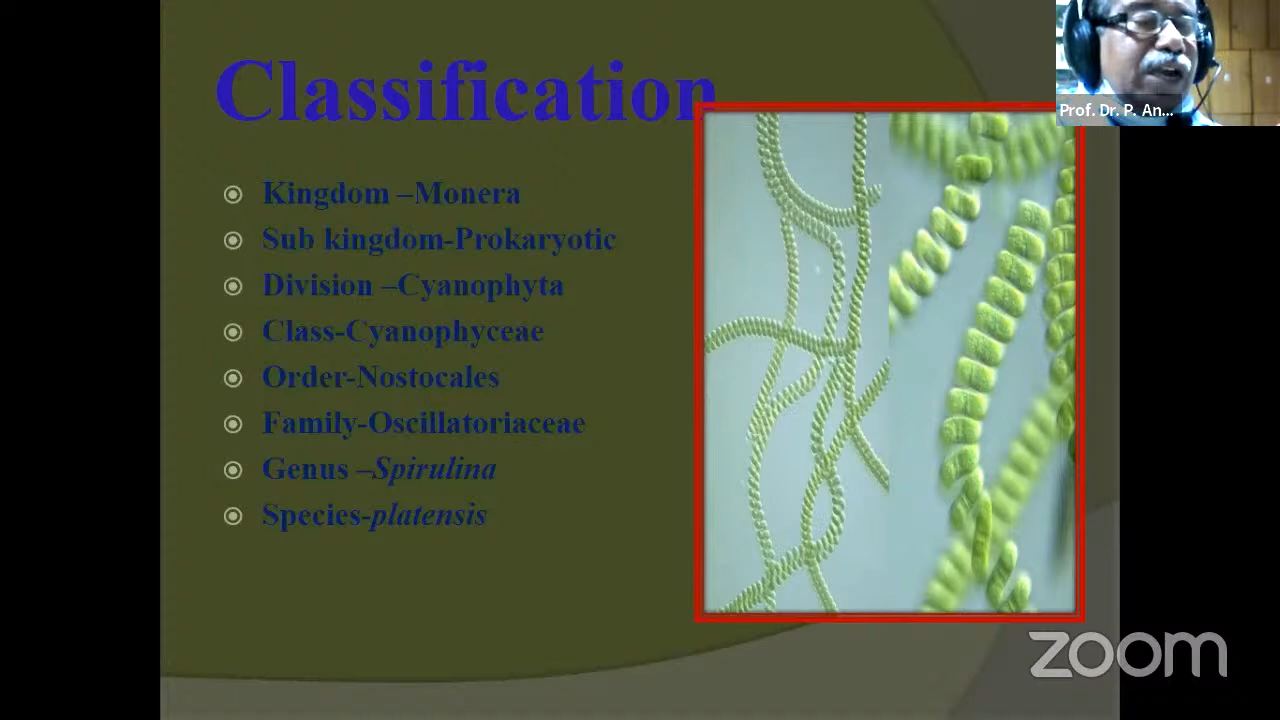 Classification
Prof. Dr. P. An...
Kingdom –Monera
Sub kingdom-Prokaryotic
Division –Cyanophyta
Class-Cyanophyceae
Order-Nostocales
Family-Oscillatoriaceae
Genus –Spirulina
Species-platensis
zoom